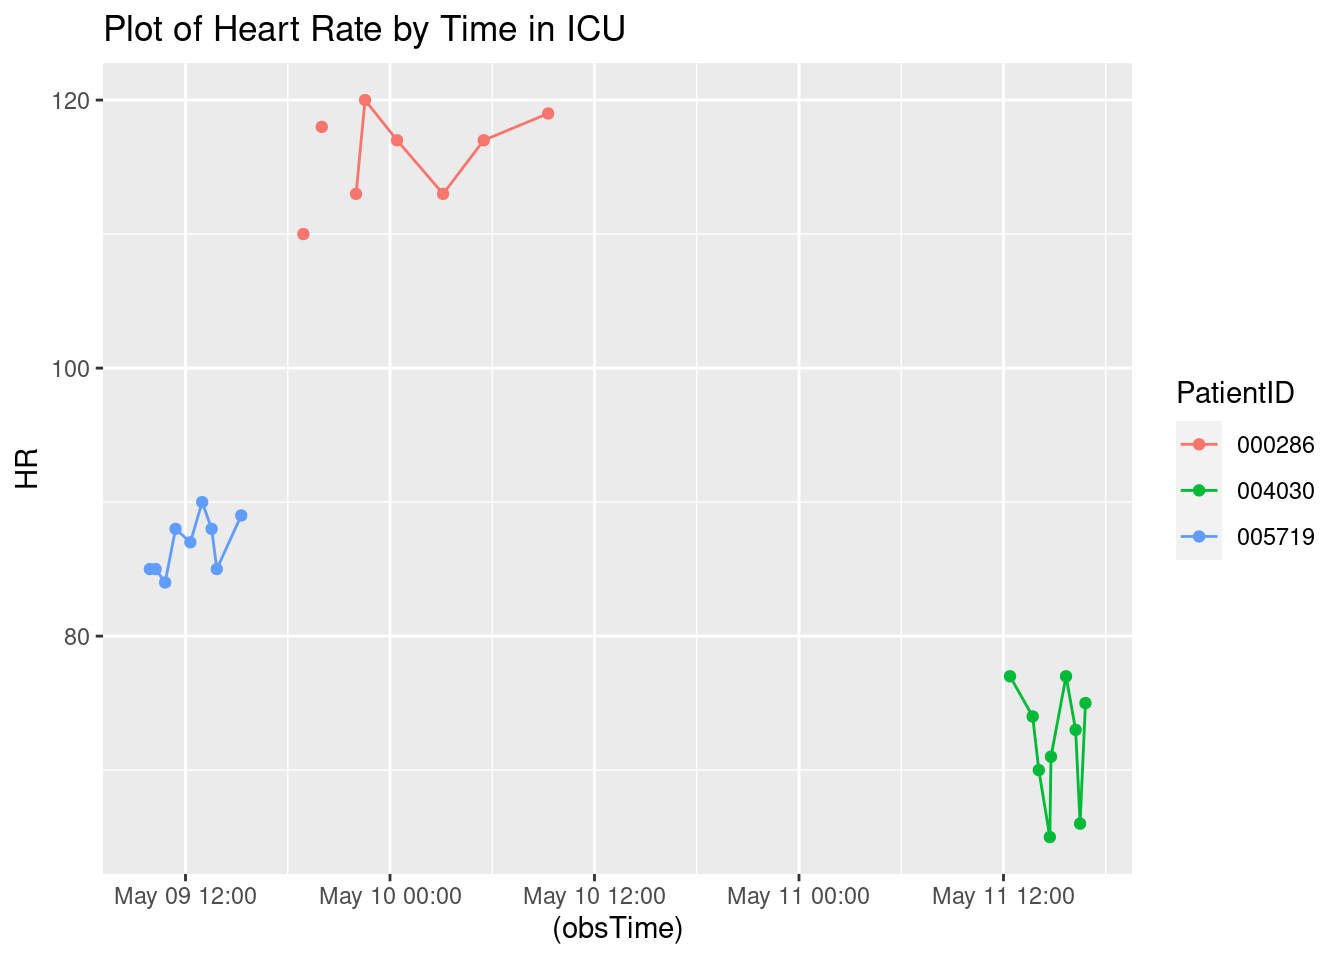 Plot of Heart Rate by Time in ICU
120
100
80
HR
May 09 12:00
May 10 00:00
May 10 12:00
May 11 00:00
May 11 12:00
(obsTime)
PatientID
000286
004030
005719